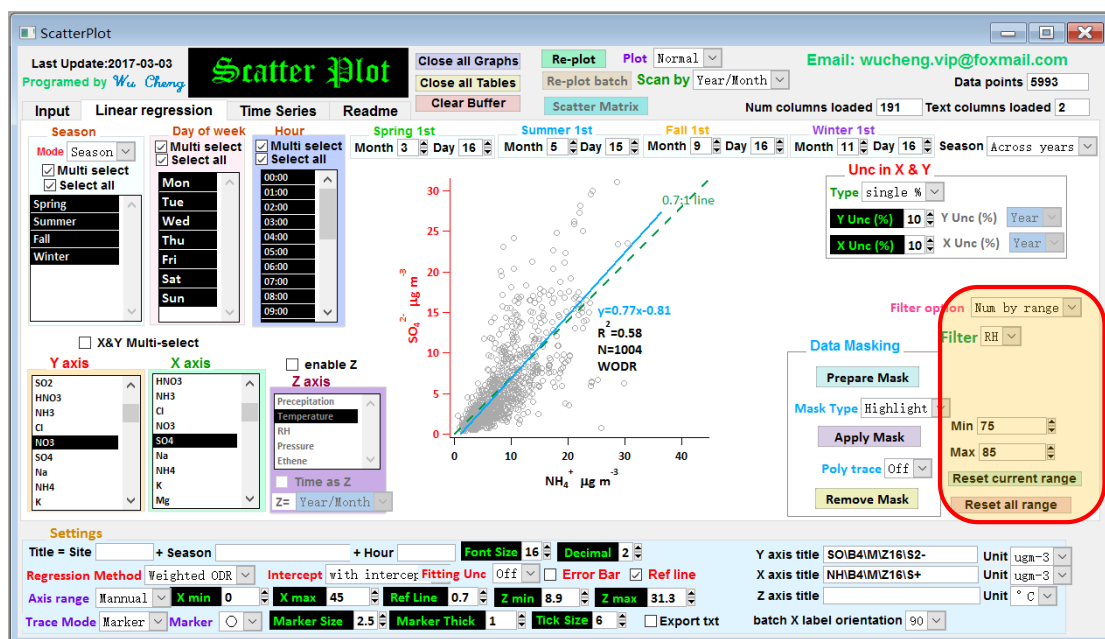 ScatterPlot
Last Update:2017-03-03
Programed by Wu Cheng
Scatter Plot
Close all Graphs
Close all Tables
Clear Buffer
Re-plot Plot Normal
Re-plot batch Scan by Year/Month
Scatter Matrix
Email: wucheng.vip@foxmail.com
Data points 5993
Num columns loaded 191 Text columns loaded 2
Input Linear regression Time Series Readme
Season
Mode Season
Multi select
Select all
Spring
Summer
Fall
Winter
Day of week
Multi select
Select all
Mon
Tue
Wed
Thu
Fri
Sat
Sun
Hour
Multi select
Select all
00:00
01:00
02:00
03:00
04:00
05:00
06:00
07:00
08:00
09:00
Spring 1st Summer 1st Fall 1st Winter 1st
Month 3 Day 16 Month 5 Day 15 Month 9 Day 16 Month 11 Day 16 Season Across years
Unc in X & Y
Type single %
Y Unc (%) 10 Y Unc (%) Year
X Unc (%) 10 X Unc (%) Year
30
25
20
15
10
5
0
SO4 2- μg m -3
0.7:1 line
y=0.77x-0.81
R2=0.58
N=1004
WODR
0 10 20 30 40
NH4 + μg m -3
Filter option Num by range
Filter RH
Min 75
Max 85
Reset current range
Reset all range
Data Masking
Prepare Mask
Mask Type Highlight
Apply Mask
Poly trace Off
Remove Mask
X&Y Multi-select
Y axis
SO2
HNO3
NH3
Cl
NO3
SO4
Na
NH4
K
X axis
HNO3
NH3
Cl
NO3
SO4
Na
NH4
K
Mg
enable Z
Z axis
Precepitation
Temperature
RH
Pressure
Ethene
Time as Z
Z= Year/Month
Settings
Title = Site + Season + Hour Font Size 16 Decimal 2
Regression Method Weighted ODR Intercept with intercep Fitting Unc Off Error Bar Ref line
Axis range Mannual X min 0 X max 45 Ref Line 0.7 Z min 8.9 Z max 31.3
Trace Mode Marker Marker Marker Size 2.5 Marker Thick 1 Tick Size 6 Export txt
Y axis title SO\B4\M\Z16\S2- Unit ugm-3
X axis title NH\B4\M\Z16\S+ Unit ugm-3
Z axis title Unit °C
batch X label orientation 90